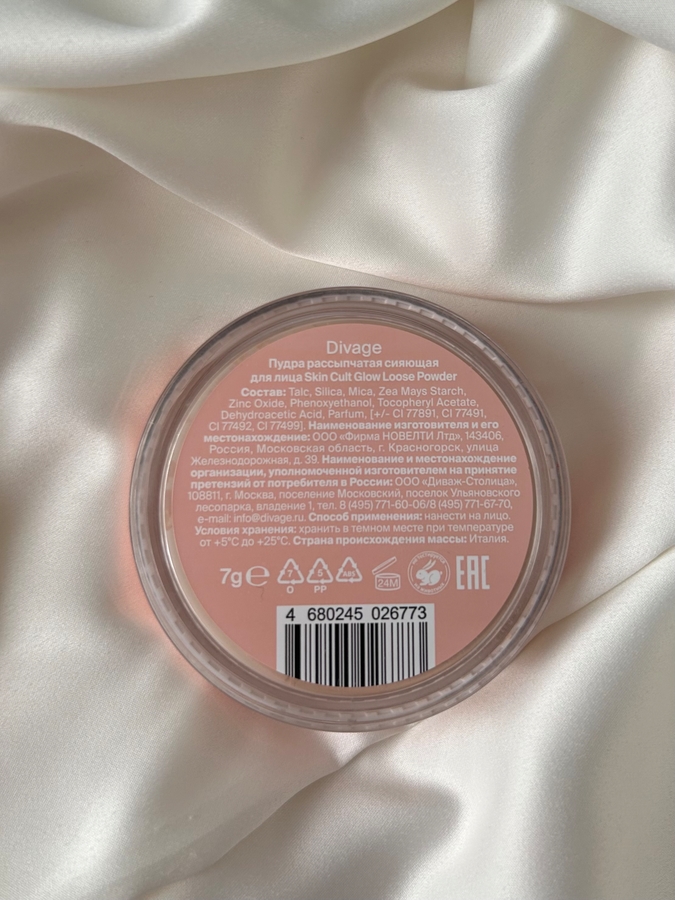 Divage
Пудра рассыпчатая сияющая
для лица Skin Cult Glow Loose Powder
Состав: Talc, Silica, Mica, Zea Mays Starch,
Zinc Oxide, Phenoxyethanol, Tocopheryl Acetate,
Dehydroacetic Acid, Parfum, [+/- CI 77891, CI 77491,
CI 77492, CI 77499]. Наименование изготовителя и его
местонахождение: ООО «Фирма НОВЕЛТИ Лтд», 143406,
Россия, Московская область, г. Красногорск, улица
Железнодорожная, д. 39. Наименование и местонахождение
организации, уполномоченной изготовителем на принятие
претензий от потребителя в России: ООО «Диваж-Столица»,
108811, г. Москва, поселение Московский, поселок Ульяновского
лесопарка, владение 1, тел. 8 (495) 771-60-06/8 (495) 771-67-70,
e-mail: info@divage.ru. Способ применения: нанести на лицо.
Условия хранения: хранить в темном месте при температуре
от +5°C до +25°C. Страна происхождения массы: Италия.
7g e 7 5 ABS 24M EAC
O PP
4 680245 026773